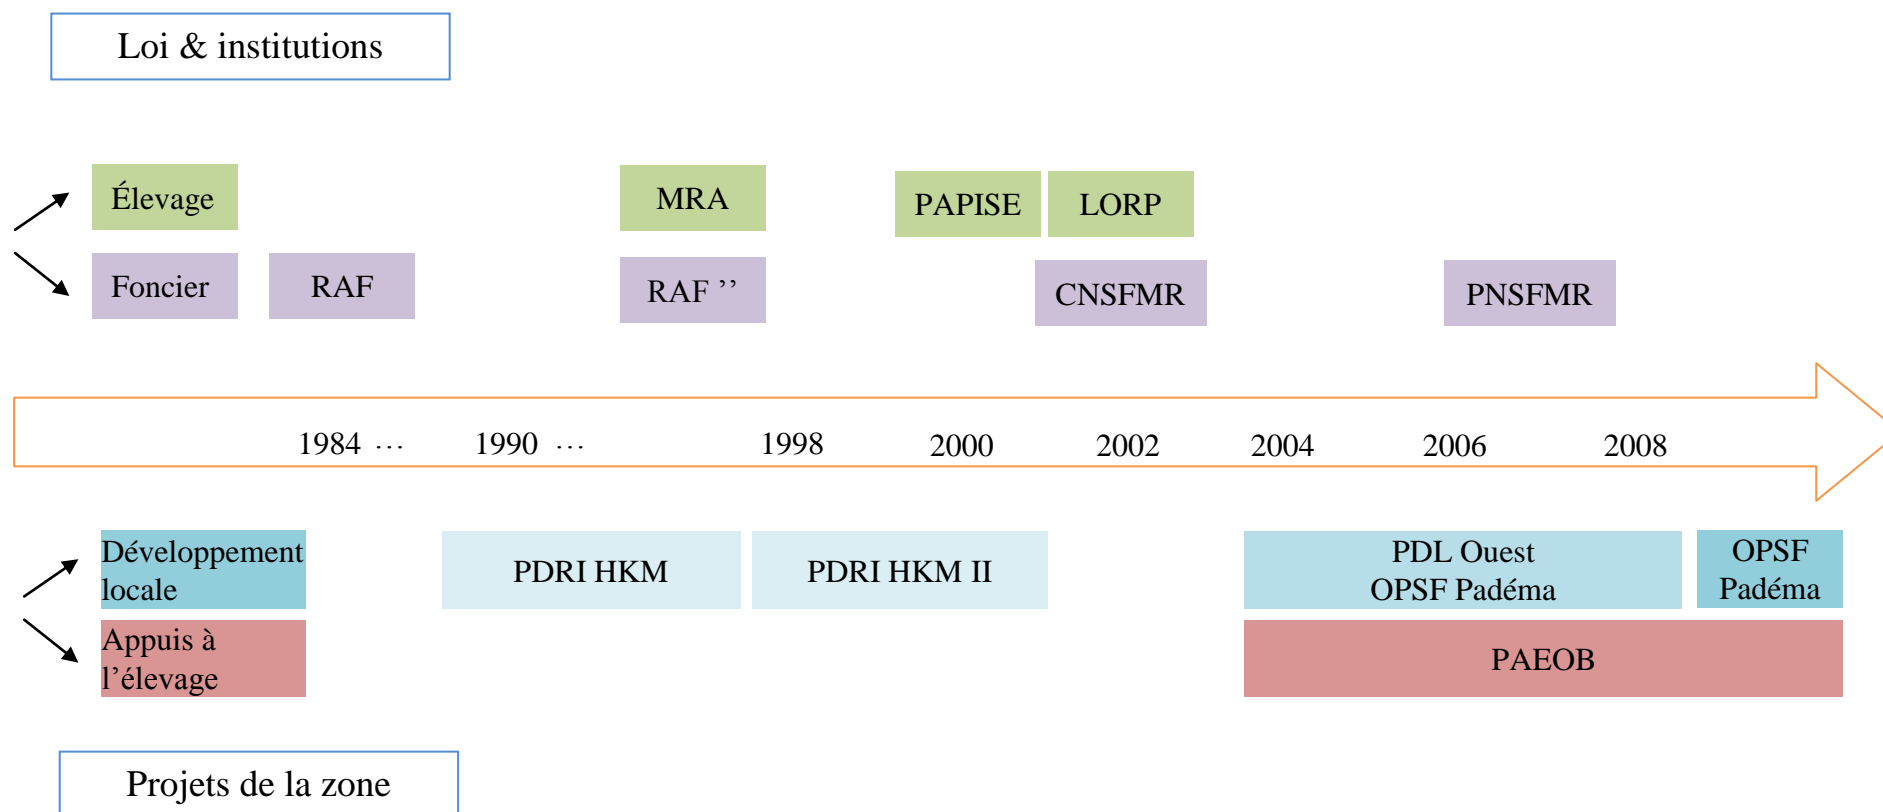 Loi & institutions
Élevage MRA PAPISE LORP
Foncier RAF RAF ’’ CNSFMR PNSFMR
1984 … 1990 … 1998 2000 2002 2004 2006 2008
Développement
locale
PDRI HKM PDRI HKM II
PDL Ouest
OPSF Padéma
OPSF
Padéma
Appuis à
l’élevage
PAEOB
Projets de la zone